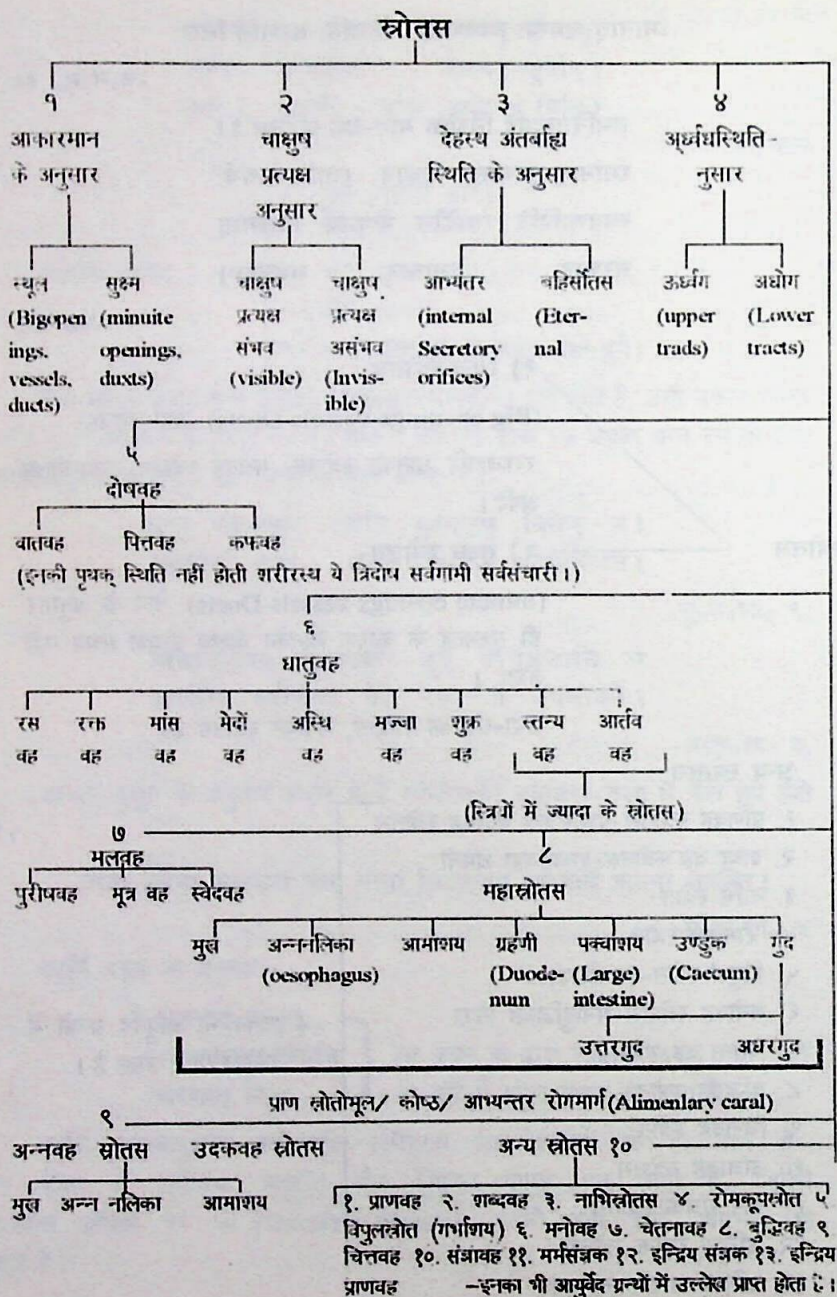 स्रोतस
१ २ ३ ४
आकारमान चाक्षुष देहस्थ अंतर्बाह्य अर्ध्वधस्थिति-
के अनुसार प्रत्यक्ष स्थिति के अनुसार नुसार
अनुसार
स्थूल सुक्ष्म चाक्षुष चाक्षुष आभ्यंतर बहिर्स्रोतस ऊर्ध्वग अधोग
(Bigopen (minuite प्रत्यक्ष प्रत्यक्ष (internal (Eter- (upper (Lower
ings, openings, संभव असंभव Secretory nal) trads) tracts)
vessels, duxts) (visible) (Invis- orifices)
ducts) ible)
५
दोषवह
वातवह पित्तवह कफवह
(इनकी पृथक् स्थिति नहीं होती शरीरस्थ ये त्रिदोष सर्वगामी सर्वसंचारी।)
६
धातुवह
रस रक्त मांस मेदों अस्थि मज्जा शुक्र स्तन्य आर्तव
वह वह वह वह वह वह वह वह वह
(स्त्रियों में ज्यादा के स्रोतस)
७ ८
मलवह
पुरीषवह मूत्र वह स्वेदवह महास्रोतस
मुख अन्ननलिका आमाशय ग्रहणी पक्वाशय उण्डुक गुद
(oesophagus) (Duode- (Large) (Caecum)
num intestine)
उत्तरगुद अधरगुद
प्राण स्रोतोमूल/ कोष्ठ/ आभ्यन्तर रोगमार्ग (Alimenlary caral)
९
अन्नवह स्रोतस उदकवह स्रोतस अन्य स्रोतस १०
मुख अन्न नलिका आमाशय १. प्राणवह २. शब्दवह ३. नाभिस्रोतस ४. रोमकूपस्रोत ५
विपुलस्रोत (गर्भाशय) ६. मनोवह ७. चेतनावह ८. बुद्धिवह ९
चित्तवह १०. संज्ञावह ११. मर्मसंज्ञक १२. इन्द्रिय संज्ञक १३. इन्द्रिय
प्राणवह –इनका भी आयुर्वेद ग्रन्थों में उल्लेख प्राप्त होता है।